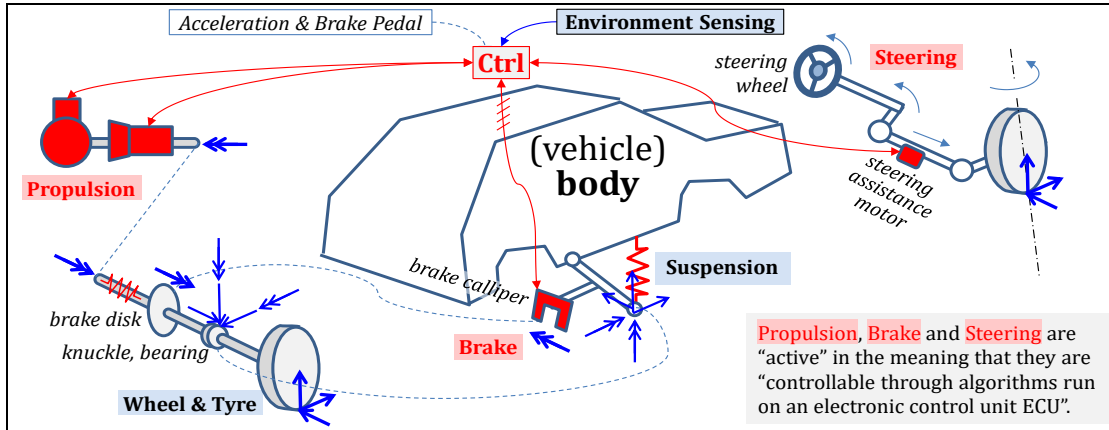 Acceleration & Brake Pedal
Environment Sensing
Ctrl
steering
wheel
Steering
Propulsion
(vehicle)
body
steering
assistance
motor
brake calliper
Suspension
brake disk
knuckle, bearing
Brake
Wheel & Tyre
Propulsion, Brake and Steering are
“active” in the meaning that they are
“controllable through algorithms run
on an electronic control unit ECU”.